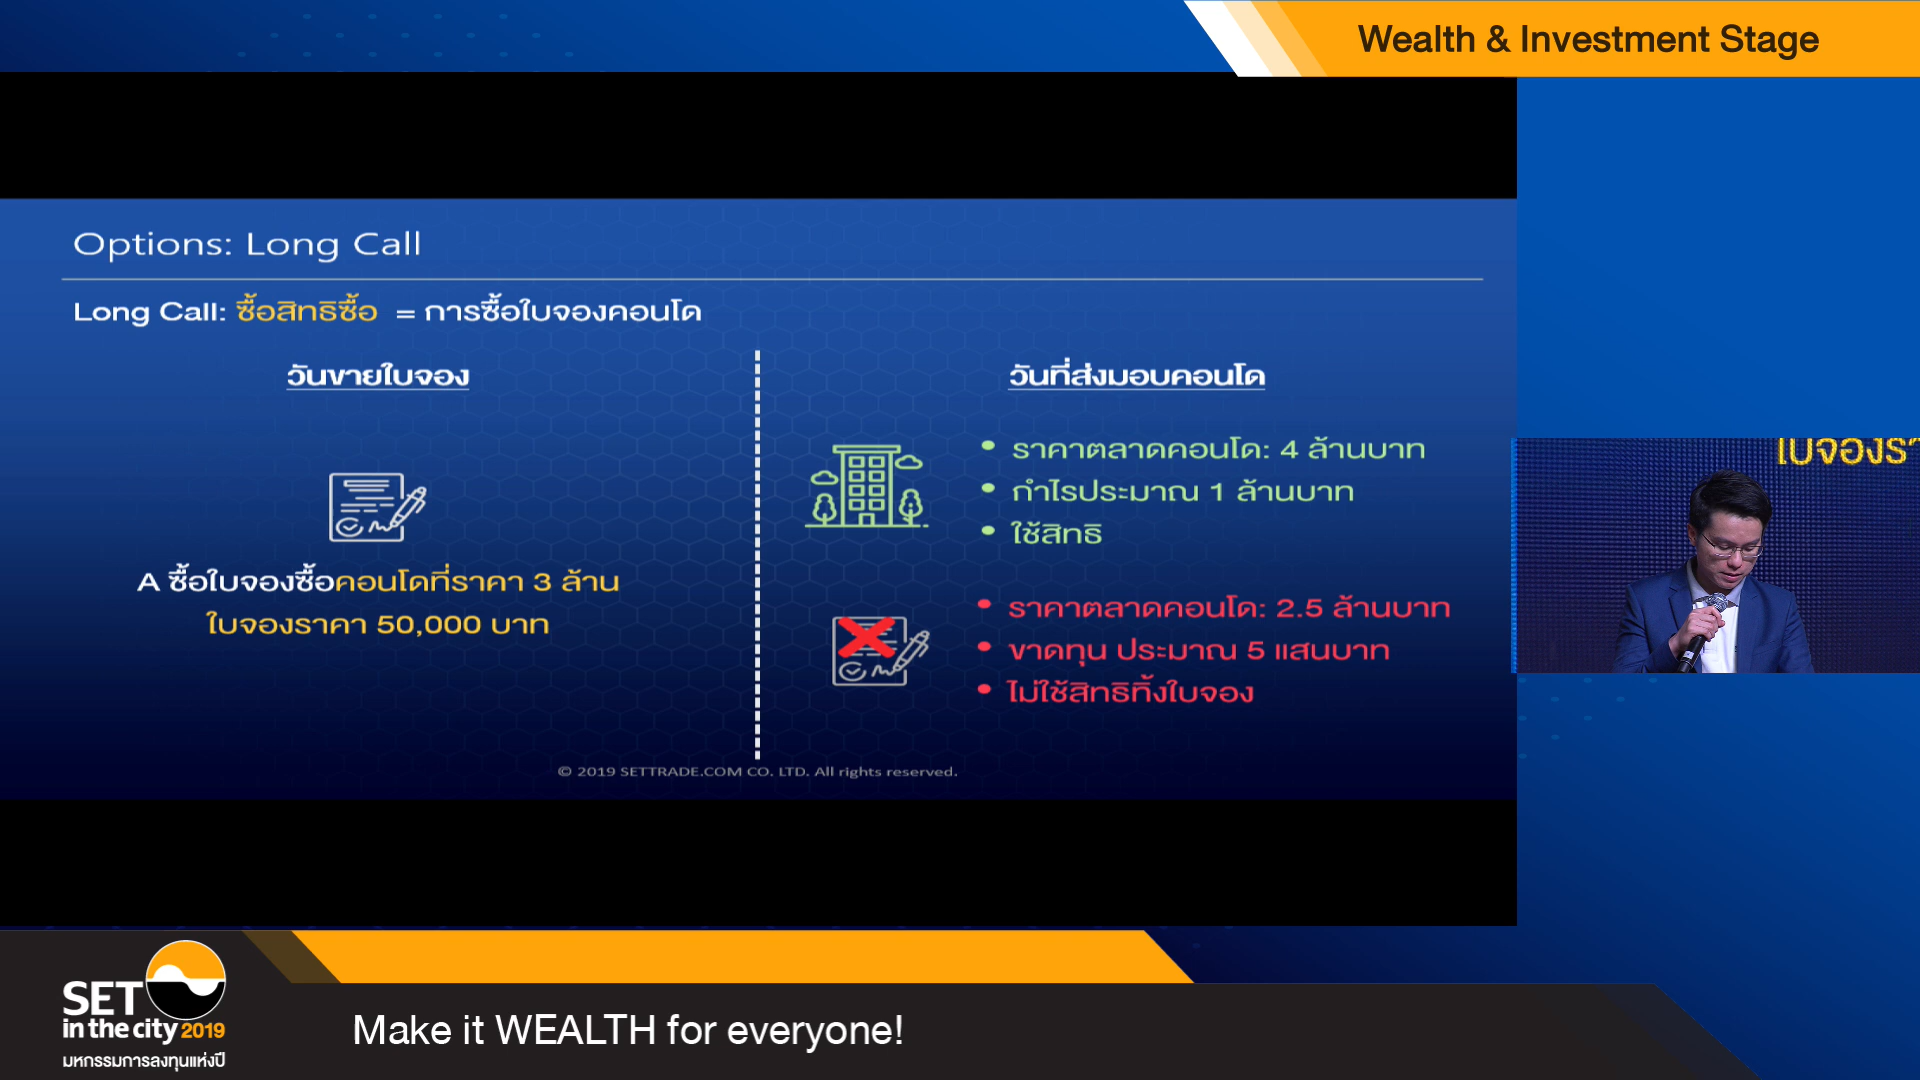 Wealth & Investment Stage
Options: Long Call
Long Call: ซื้อสิทธิซื้อ = การซื้อใบจองคอนโด
วันขายใบจอง
A ซื้อใบจองซื้อคอนโดที่ราคา 3 ล้าน
ใบจองราคา 50,000 บาท
วันที่ส่งมอบคอนโด
• ราคาตลาดคอนโด: 4 ล้านบาท
• กำไรประมาณ 1 ล้านบาท
• ใช้สิทธิ
• ราคาตลาดคอนโด: 2.5 ล้านบาท
• ขาดทุน ประมาณ 5 แสนบาท
• ไม่ใช้สิทธิทิ้งใบจอง
© 2019 SETTRADE.COM CO. LTD. All rights reserved.
ใบจองรา
SET
in the city 2019
มหกรรมการลงทุนแห่งปี
Make it WEALTH for everyone!